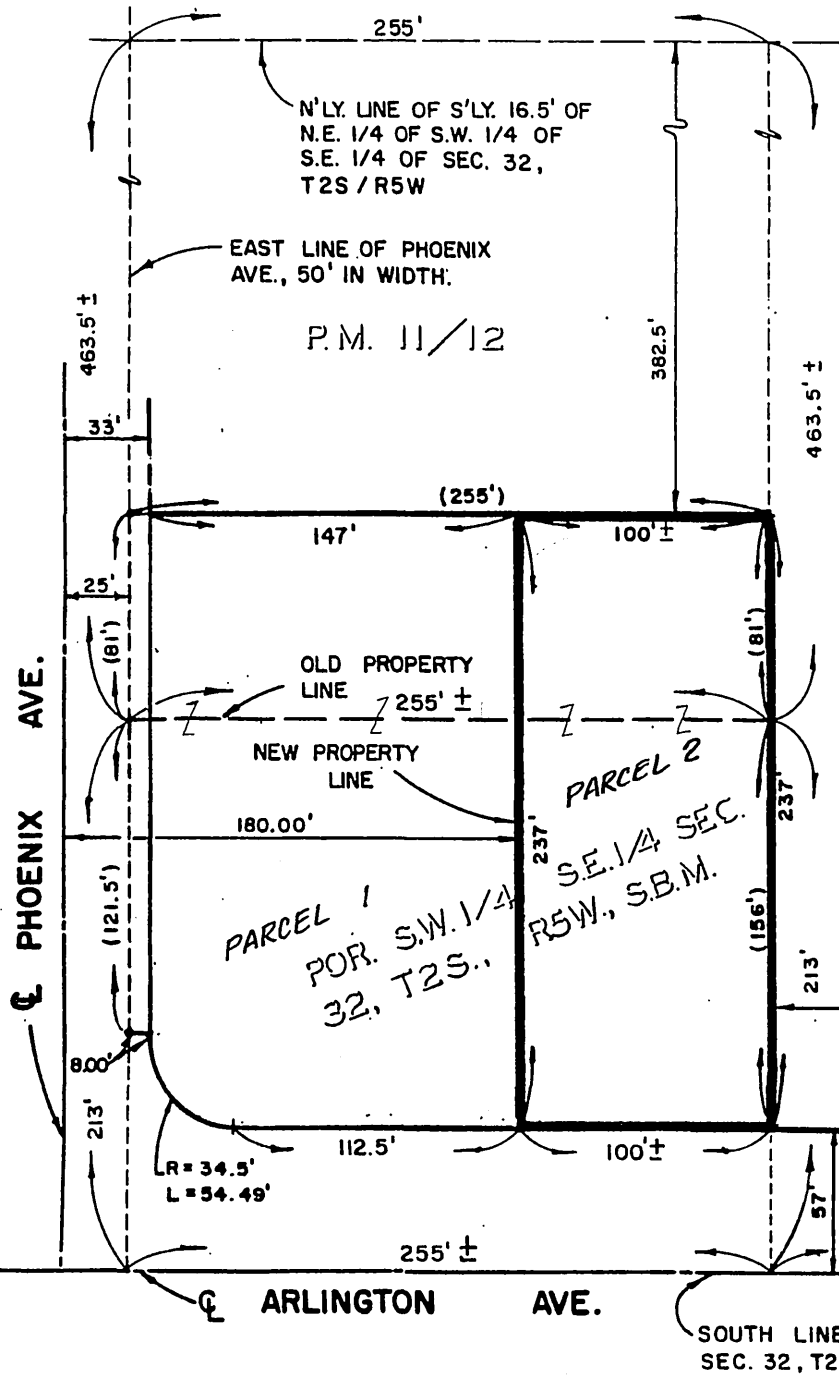 255'
N'LY. LINE OF S'LY. 16.5' OF
N.E. 1/4 OF S.W. 1/4 OF
S.E. 1/4 OF SEC. 32,
T2S / R5W
EAST LINE OF PHOENIX
AVE., 50' IN WIDTH.
463.5' ±
P.M. 11/12
382.5'
463.5' ±
33'
(255')
147'
100' ±
25'
(81')
(81')
OLD PROPERTY
LINE
255' ±
NEW PROPERTY
LINE
PARCEL 2
180.00'
237'
237'
℄ PHOENIX AVE.
(121.5')
PARCEL 1
POR. S.W. 1/4 S.E. 1/4 SEC.
32, T2S., R5W., S.B.M.
(156')
213'
8.00'
213'
R = 34.5'
L = 54.49'
112.5'
100' ±
57'
255' ±
℄ ARLINGTON AVE.
SOUTH LINE
SEC. 32, T2